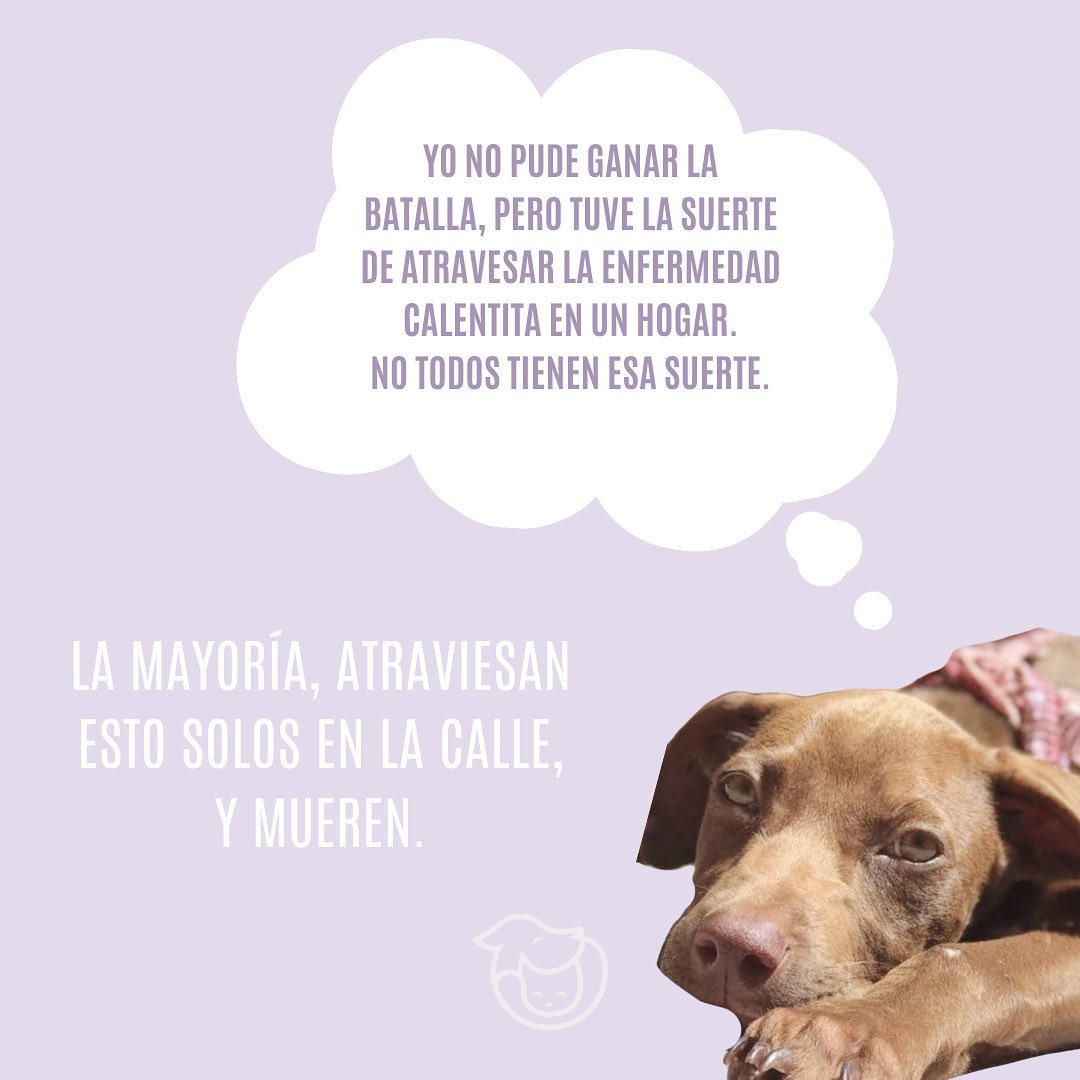 YO NO PUDE GANAR LA
BATALLA, PERO TUVE LA SUERTE
DE ATRAVESAR LA ENFERMEDAD
CALENTITA EN UN HOGAR.
NO TODOS TIENEN ESA SUERTE.
LA MAYORÍA, ATRAVIESAN
ESTO SOLOS EN LA CALLE,
Y MUEREN.